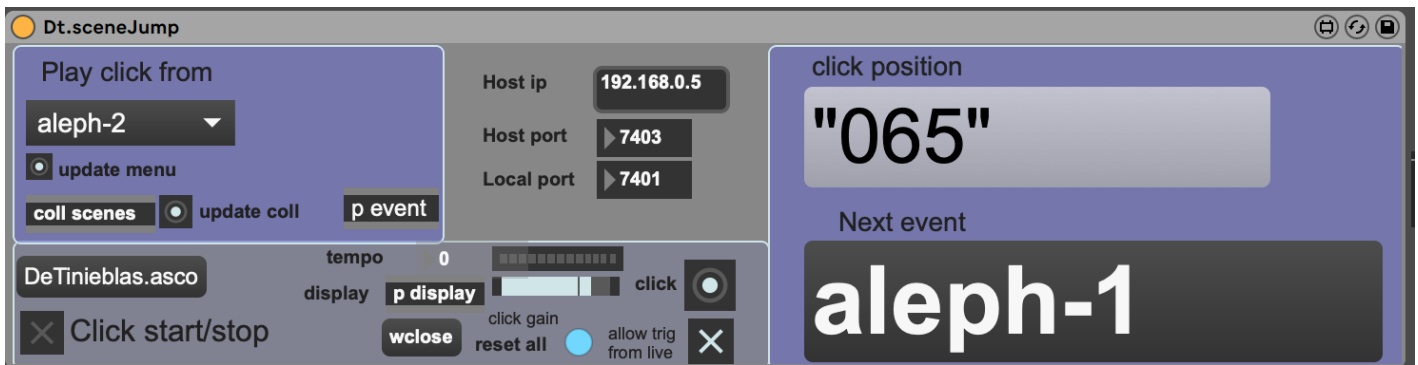 Dt.sceneJump
Play click from
aleph-2
update menu
coll scenes
update coll
p event
Host ip
192.168.0.5
Host port
7403
Local port
7401
click position
"065"
Next event
aleph-1
DeTinieblas.asco
tempo
0
display
p display
click
Click start/stop
wclose
click gain
reset all
allow trig
from live